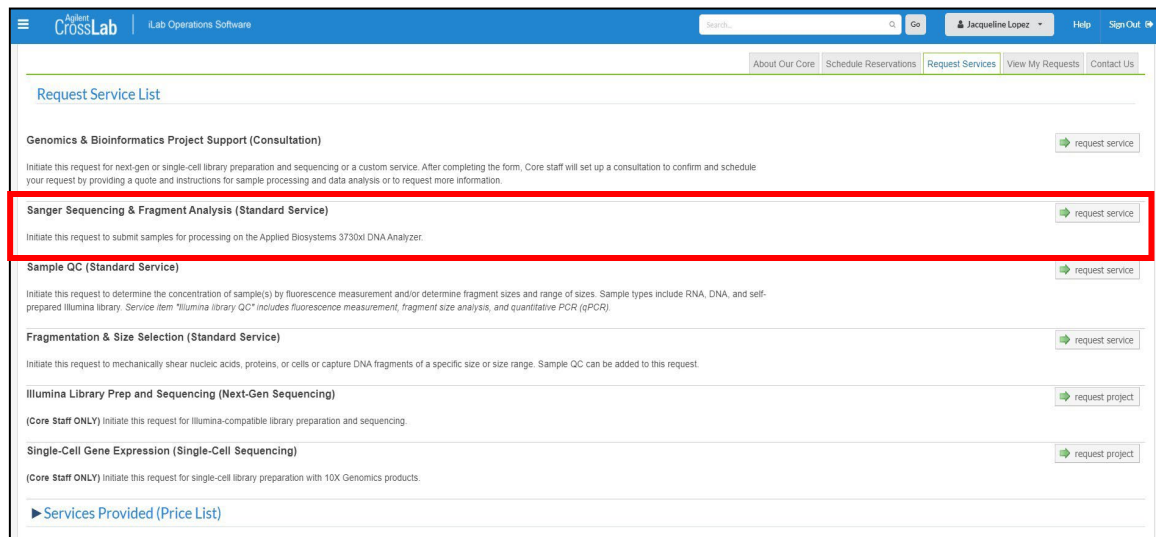 Agilent
CrossLab iLab Operations Software Search... Go Jacqueline Lopez Help Sign Out
About Our Core Schedule Reservations Request Services View My Requests Contact Us
Request Service List
Genomics & Bioinformatics Project Support (Consultation) request service
Initiate this request for next-gen or single-cell library preparation and sequencing or a custom service. After completing the form, Core staff will set up a consultation to confirm and schedule
your request by providing a quote and instructions for sample processing and data analysis or to request more information.
Sanger Sequencing & Fragment Analysis (Standard Service) request service
Initiate this request to submit samples for processing on the Applied Biosystems 3730xl DNA Analyzer.
Sample QC (Standard Service) request service
Initiate this request to determine the concentration of sample(s) by fluorescence measurement and/or determine fragment sizes and range of sizes. Sample types include RNA, DNA, and self-
prepared Illumina library. Service item "Illumina library QC" includes fluorescence measurement, fragment size analysis, and quantitative PCR (qPCR).
Fragmentation & Size Selection (Standard Service) request service
Initiate this request to mechanically shear nucleic acids, proteins, or cells or capture DNA fragments of a specific size or size range. Sample QC can be added to this request.
Illumina Library Prep and Sequencing (Next-Gen Sequencing) request project
(Core Staff ONLY) Initiate this request for Illumina-compatible library preparation and sequencing.
Single-Cell Gene Expression (Single-Cell Sequencing) request project
(Core Staff ONLY) Initiate this request for single-cell library preparation with 10X Genomics products.
Services Provided (Price List)